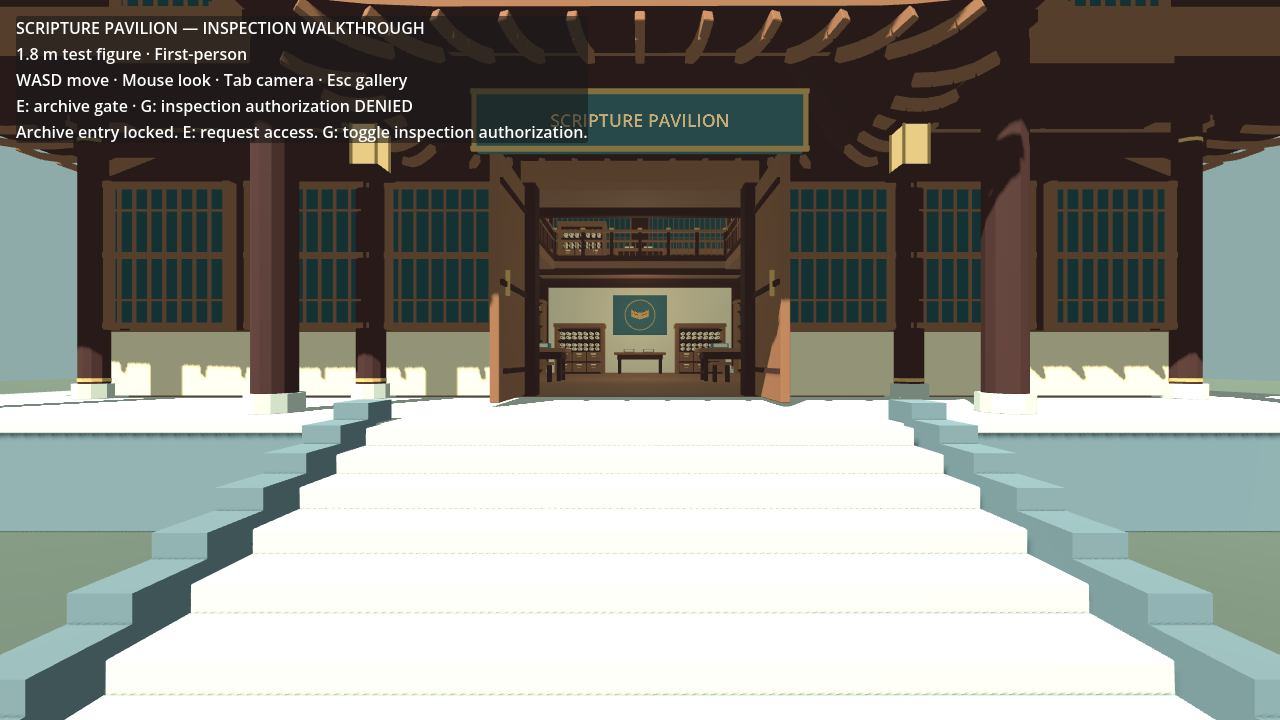 SCRIPTURE PAVILION — INSPECTION WALKTHROUGH
1.8 m test figure · First-person
WASD move · Mouse look · Tab camera · Esc gallery
E: archive gate · G: inspection authorization DENIED
Archive entry locked. E: request access. G: toggle inspection authorization.
SCRIPTURE PAVILION